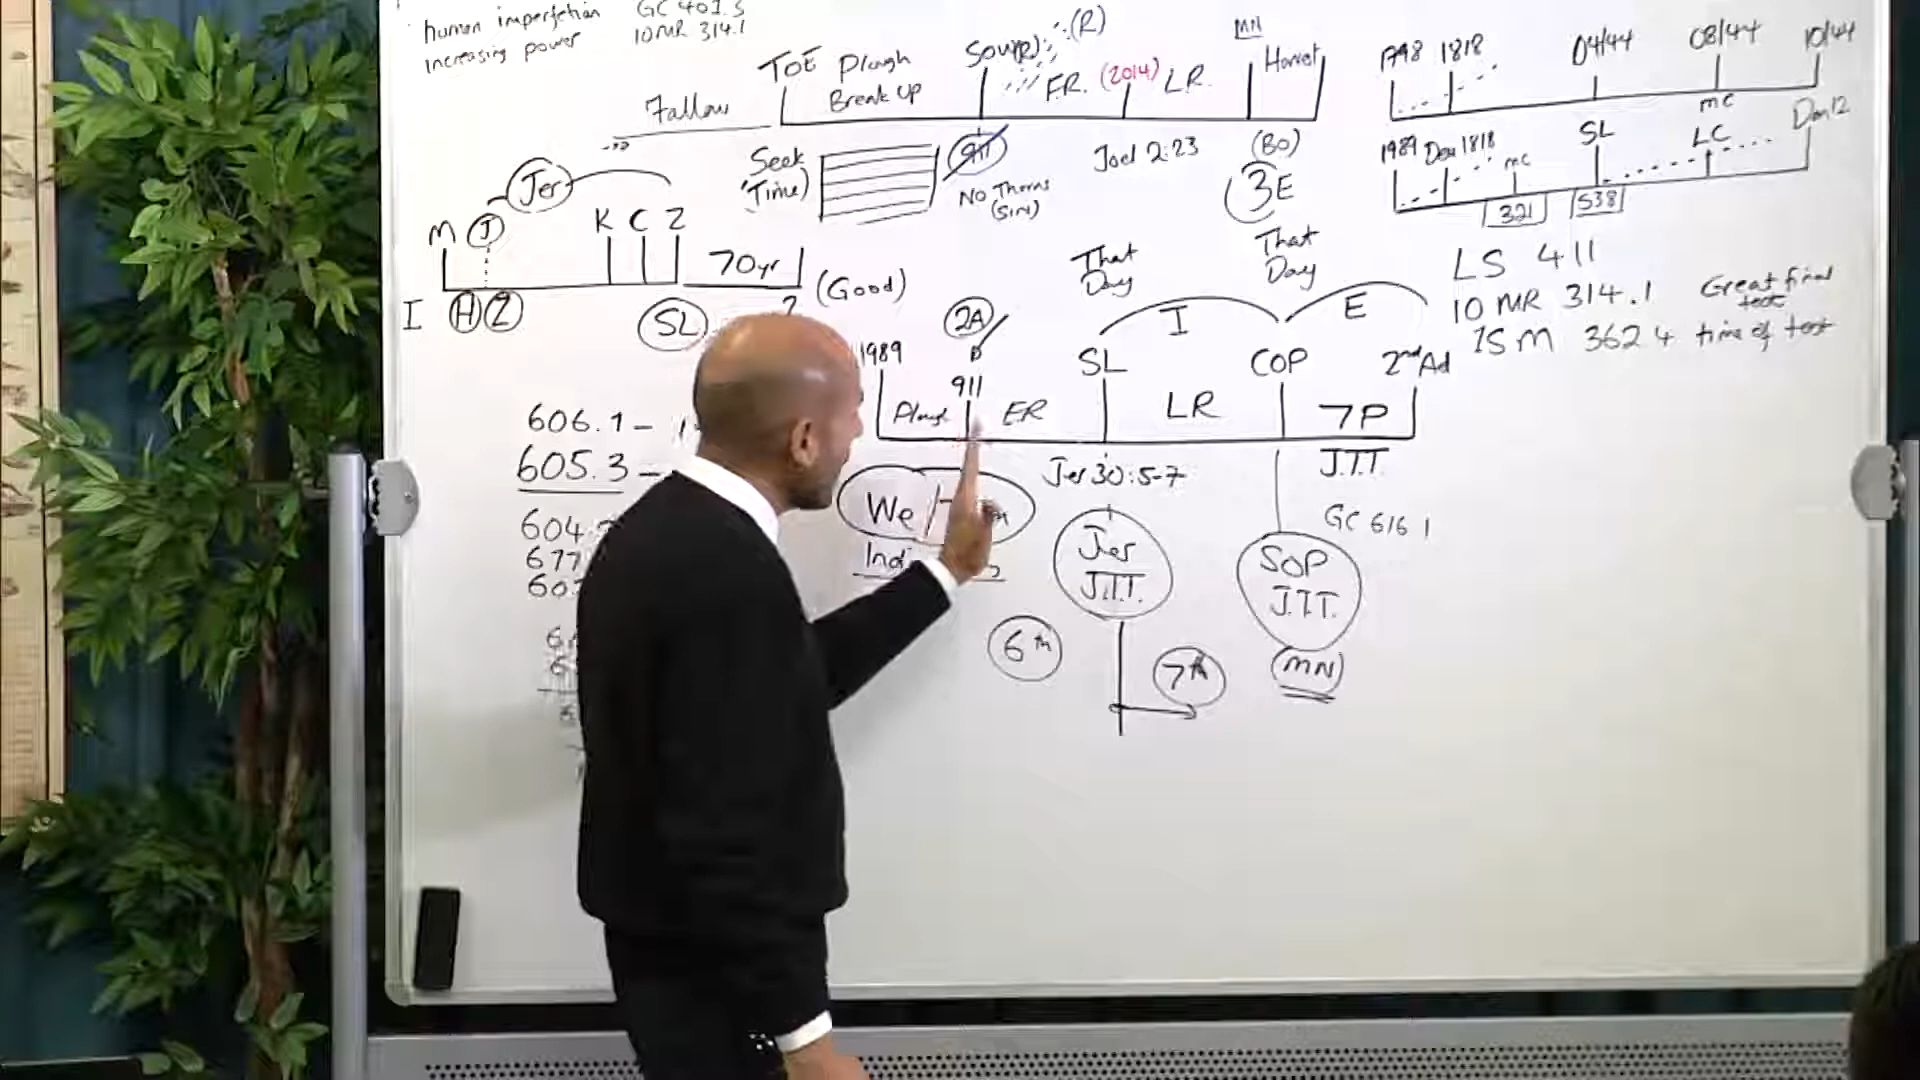 human imperfection GC 401.3
increasing power 10MR 314.1
Fallow TOE Plough Break Up Sow(R) (R) F.R. (2014) L.R. MN Harvest
Seek (Time) 911 No Thorns (Sins) Joel 2:23 (BO) 3E
1798 1818 04/44 08/44 10/44
1989 Den 1818 mc SL mc LC Dan 12
321 538
Jer
M J K C Z 70yr (Good)
I H 2 SL ?
LS 411
10 MR 314.1 Great final test
1SM 362 4 time of test
That Day That Day
I E
2A
1989 911 SL COP 2nd Ad
Plough ER LR 7P
Jer 30:5-7 J.T.T.
GC 616 1
We
Jer J.T.T. SOP J.T.T.
6th 7th MN
606.1 –
605.3 –
604.
677